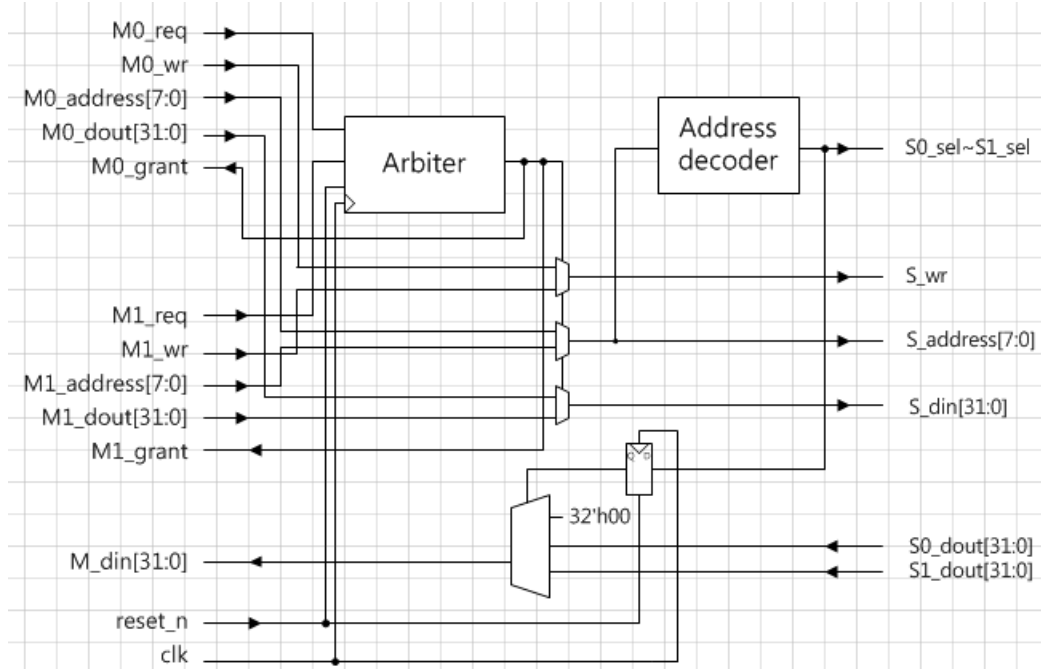 M0_req
M0_wr
M0_address[7:0]
M0_dout[31:0]
M0_grant
Arbiter
Address
decoder
S0_sel~S1_sel
S_wr
M1_req
M1_wr
S_address[7:0]
M1_address[7:0]
M1_dout[31:0]
S_din[31:0]
M1_grant
Q D
32'h00
M_din[31:0]
S0_dout[31:0]
S1_dout[31:0]
reset_n
clk